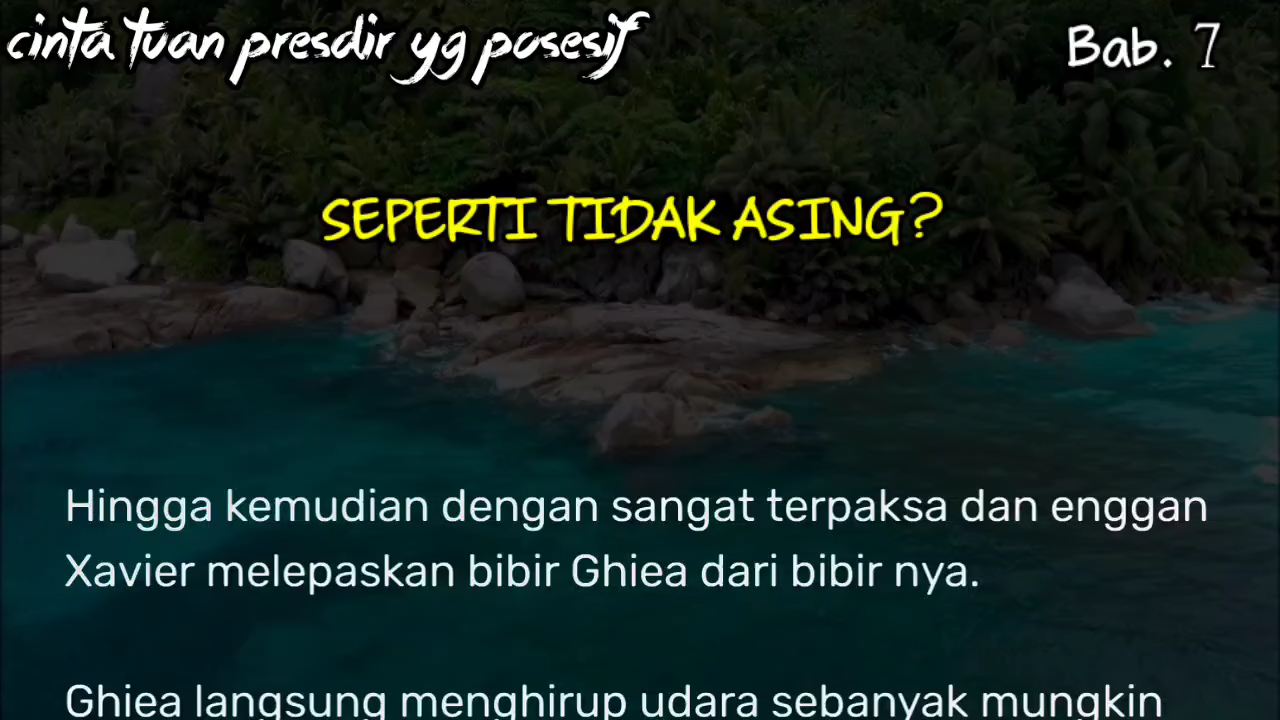 cinta tuan presdir yg posesif
Bab. 7
SEPERTI TIDAK ASING?
Hingga kemudian dengan sangat terpaksa dan enggan
Xavier melepaskan bibir Ghiea dari bibir nya.
Ghiea langsung menghirup udara sebanyak mungkin